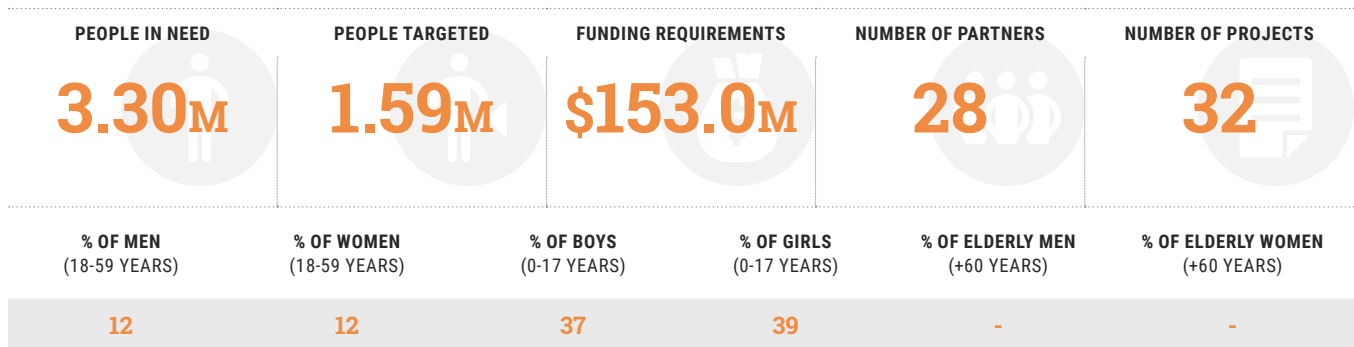 PEOPLE IN NEED PEOPLE TARGETED FUNDING REQUIREMENTS NUMBER OF PARTNERS NUMBER OF PROJECTS
3.30M 1.59M $153.0M 28 32
% OF MEN % OF WOMEN % OF BOYS % OF GIRLS % OF ELDERLY MEN % OF ELDERLY WOMEN
(18-59 YEARS) (18-59 YEARS) (0-17 YEARS) (0-17 YEARS) (+60 YEARS) (+60 YEARS)
12 12 37 39 - -